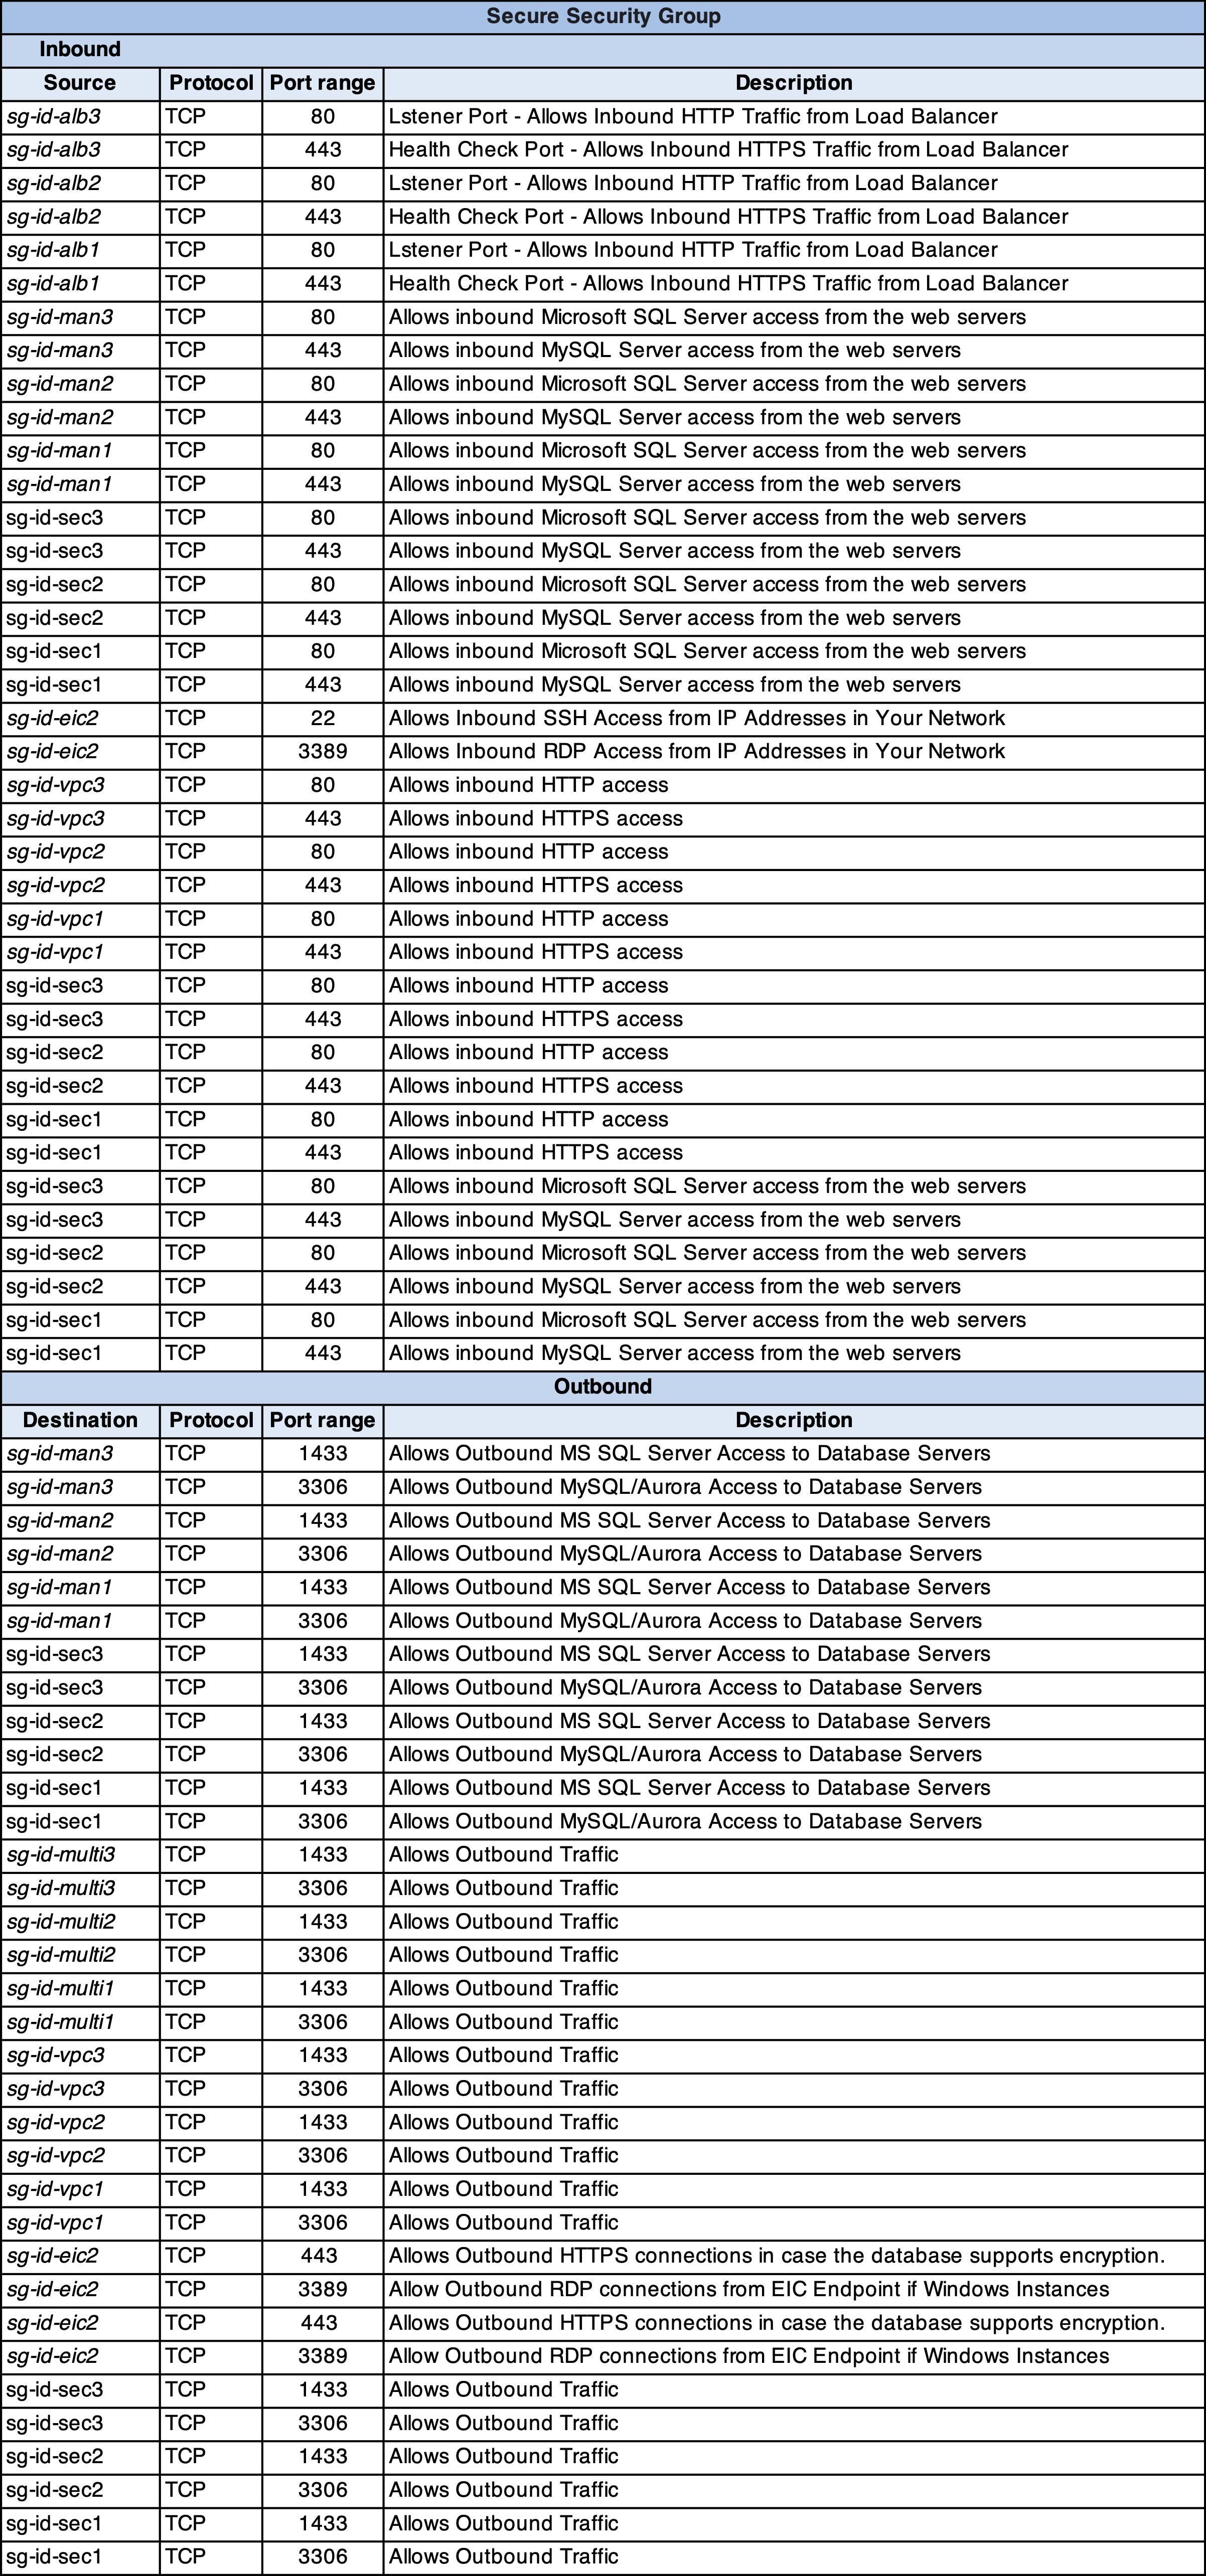 Secure Security Group
Inbound
Source Protocol Port range Description
sg-id-alb3 TCP 80 Lstener Port - Allows Inbound HTTP Traffic from Load Balancer
sg-id-alb3 TCP 443 Health Check Port - Allows Inbound HTTPS Traffic from Load Balancer
sg-id-alb2 TCP 80 Lstener Port - Allows Inbound HTTP Traffic from Load Balancer
sg-id-alb2 TCP 443 Health Check Port - Allows Inbound HTTPS Traffic from Load Balancer
sg-id-alb1 TCP 80 Lstener Port - Allows Inbound HTTP Traffic from Load Balancer
sg-id-alb1 TCP 443 Health Check Port - Allows Inbound HTTPS Traffic from Load Balancer
sg-id-man3 TCP 80 Allows inbound Microsoft SQL Server access from the web servers
sg-id-man3 TCP 443 Allows inbound MySQL Server access from the web servers
sg-id-man2 TCP 80 Allows inbound Microsoft SQL Server access from the web servers
sg-id-man2 TCP 443 Allows inbound MySQL Server access from the web servers
sg-id-man1 TCP 80 Allows inbound Microsoft SQL Server access from the web servers
sg-id-man1 TCP 443 Allows inbound MySQL Server access from the web servers
sg-id-sec3 TCP 80 Allows inbound Microsoft SQL Server access from the web servers
sg-id-sec3 TCP 443 Allows inbound MySQL Server access from the web servers
sg-id-sec2 TCP 80 Allows inbound Microsoft SQL Server access from the web servers
sg-id-sec2 TCP 443 Allows inbound MySQL Server access from the web servers
sg-id-sec1 TCP 80 Allows inbound Microsoft SQL Server access from the web servers
sg-id-sec1 TCP 443 Allows inbound MySQL Server access from the web servers
sg-id-eic2 TCP 22 Allows Inbound SSH Access from IP Addresses in Your Network
sg-id-eic2 TCP 3389 Allows Inbound RDP Access from IP Addresses in Your Network
sg-id-vpc3 TCP 80 Allows inbound HTTP access
sg-id-vpc3 TCP 443 Allows inbound HTTPS access
sg-id-vpc2 TCP 80 Allows inbound HTTP access
sg-id-vpc2 TCP 443 Allows inbound HTTPS access
sg-id-vpc1 TCP 80 Allows inbound HTTP access
sg-id-vpc1 TCP 443 Allows inbound HTTPS access
sg-id-sec3 TCP 80 Allows inbound HTTP access
sg-id-sec3 TCP 443 Allows inbound HTTPS access
sg-id-sec2 TCP 80 Allows inbound HTTP access
sg-id-sec2 TCP 443 Allows inbound HTTPS access
sg-id-sec1 TCP 80 Allows inbound HTTP access
sg-id-sec1 TCP 443 Allows inbound HTTPS access
sg-id-sec3 TCP 80 Allows inbound Microsoft SQL Server access from the web servers
sg-id-sec3 TCP 443 Allows inbound MySQL Server access from the web servers
sg-id-sec2 TCP 80 Allows inbound Microsoft SQL Server access from the web servers
sg-id-sec2 TCP 443 Allows inbound MySQL Server access from the web servers
sg-id-sec1 TCP 80 Allows inbound Microsoft SQL Server access from the web servers
sg-id-sec1 TCP 443 Allows inbound MySQL Server access from the web servers
Outbound
Destination Protocol Port range Description
sg-id-man3 TCP 1433 Allows Outbound MS SQL Server Access to Database Servers
sg-id-man3 TCP 3306 Allows Outbound MySQL/Aurora Access to Database Servers
sg-id-man2 TCP 1433 Allows Outbound MS SQL Server Access to Database Servers
sg-id-man2 TCP 3306 Allows Outbound MySQL/Aurora Access to Database Servers
sg-id-man1 TCP 1433 Allows Outbound MS SQL Server Access to Database Servers
sg-id-man1 TCP 3306 Allows Outbound MySQL/Aurora Access to Database Servers
sg-id-sec3 TCP 1433 Allows Outbound MS SQL Server Access to Database Servers
sg-id-sec3 TCP 3306 Allows Outbound MySQL/Aurora Access to Database Servers
sg-id-sec2 TCP 1433 Allows Outbound MS SQL Server Access to Database Servers
sg-id-sec2 TCP 3306 Allows Outbound MySQL/Aurora Access to Database Servers
sg-id-sec1 TCP 1433 Allows Outbound MS SQL Server Access to Database Servers
sg-id-sec1 TCP 3306 Allows Outbound MySQL/Aurora Access to Database Servers
sg-id-multi3 TCP 1433 Allows Outbound Traffic
sg-id-multi3 TCP 3306 Allows Outbound Traffic
sg-id-multi2 TCP 1433 Allows Outbound Traffic
sg-id-multi2 TCP 3306 Allows Outbound Traffic
sg-id-multi1 TCP 1433 Allows Outbound Traffic
sg-id-multi1 TCP 3306 Allows Outbound Traffic
sg-id-vpc3 TCP 1433 Allows Outbound Traffic
sg-id-vpc3 TCP 3306 Allows Outbound Traffic
sg-id-vpc2 TCP 1433 Allows Outbound Traffic
sg-id-vpc2 TCP 3306 Allows Outbound Traffic
sg-id-vpc1 TCP 1433 Allows Outbound Traffic
sg-id-vpc1 TCP 3306 Allows Outbound Traffic
sg-id-eic2 TCP 443 Allows Outbound HTTPS connections in case the database supports encryption.
sg-id-eic2 TCP 3389 Allow Outbound RDP connections from EIC Endpoint if Windows Instances
sg-id-eic2 TCP 443 Allows Outbound HTTPS connections in case the database supports encryption.
sg-id-eic2 TCP 3389 Allow Outbound RDP connections from EIC Endpoint if Windows Instances
sg-id-sec3 TCP 1433 Allows Outbound Traffic
sg-id-sec3 TCP 3306 Allows Outbound Traffic
sg-id-sec2 TCP 1433 Allows Outbound Traffic
sg-id-sec2 TCP 3306 Allows Outbound Traffic
sg-id-sec1 TCP 1433 Allows Outbound Traffic
sg-id-sec1 TCP 3306 Allows Outbound Traffic